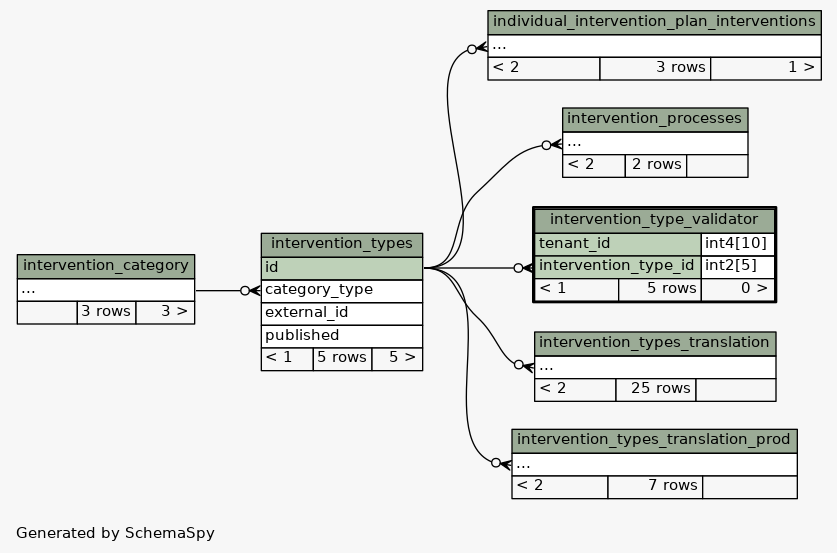 individual_intervention_plan_interventions
...
< 2 3 rows 1 >
intervention_processes
...
< 2 2 rows
intervention_type_validator
tenant_id int4[10]
intervention_type_id int2[5]
< 1 5 rows 0 >
intervention_types
id
category_type
external_id
published
< 1 5 rows 5 >
intervention_category
...
3 rows 3 >
intervention_types_translation
...
< 2 25 rows
intervention_types_translation_prod
...
< 2 7 rows
Generated by SchemaSpy